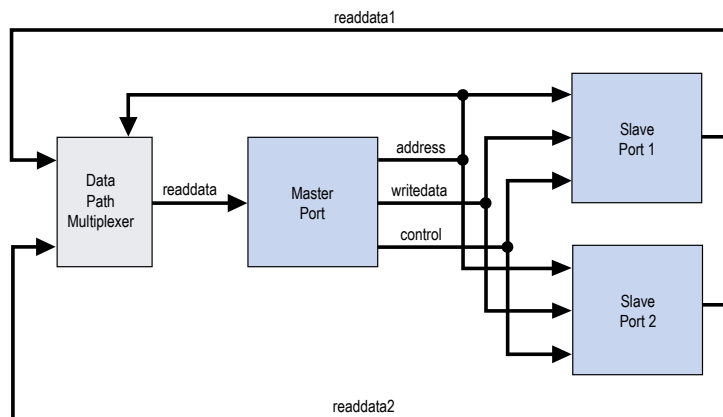 readdata1
address
Data
Path
Multiplexer
readdata
Master
Port
writedata
control
Slave
Port 1
Slave
Port 2
readdata2